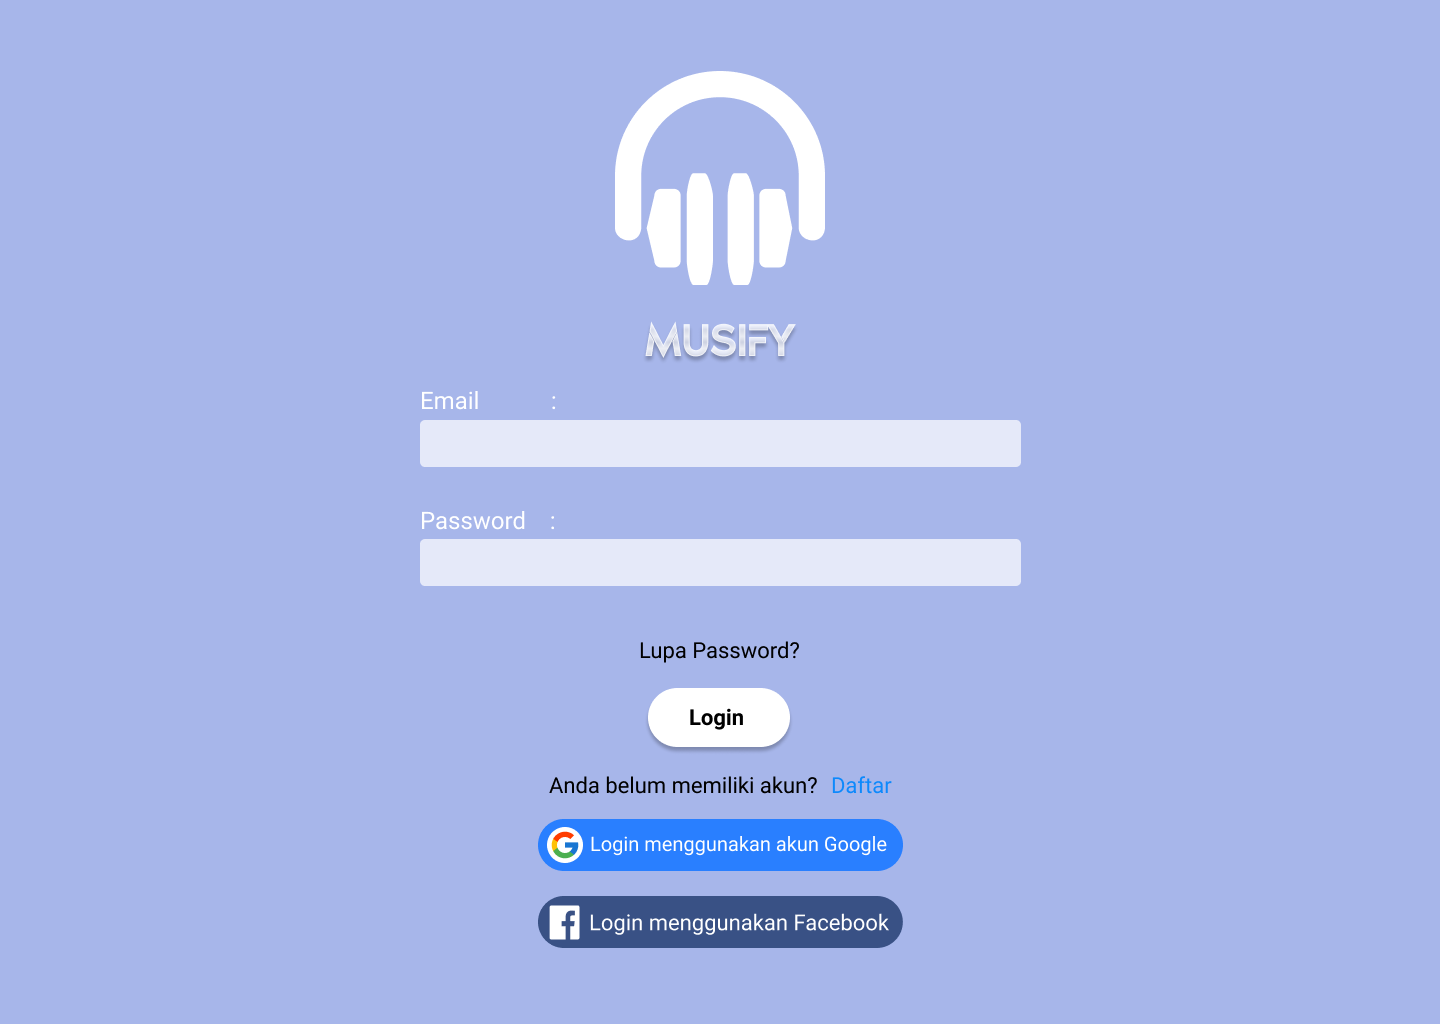 MUSIFY
Email :
Password :
Lupa Password?
Login
Anda belum memiliki akun? Daftar
Login menggunakan akun Google
Login menggunakan Facebook